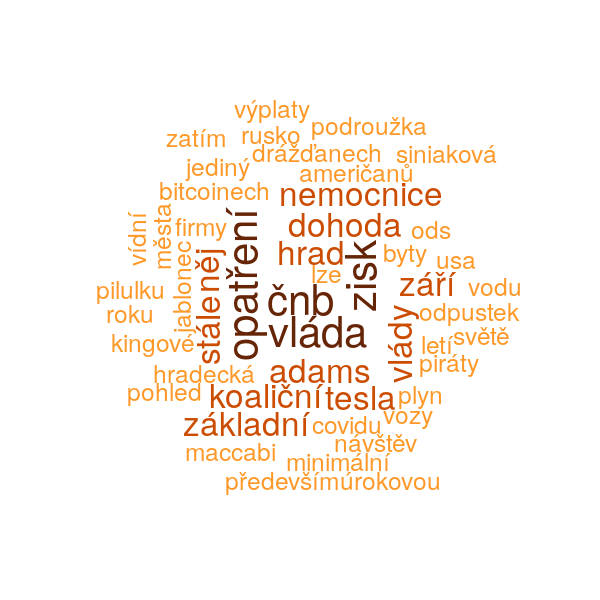 výplaty
zatím
rusko
podroužka
jediný
drážďanech
siniaková
američanů
bitcoinech
nemocnice
vídní
města
firmy
opatření
dohoda
ods
hrad
zisk
byty
usa
pilulku
jablonec
stále
něj
lze
září
vodu
roku
čnb
odpustek
kingové
vláda
vlády
letí
světě
hradecká
adams
piráty
pohled
koaliční
tesla
plyn
základní
covidu
vozy
maccabi
návštěv
minimální
především
úrokovou